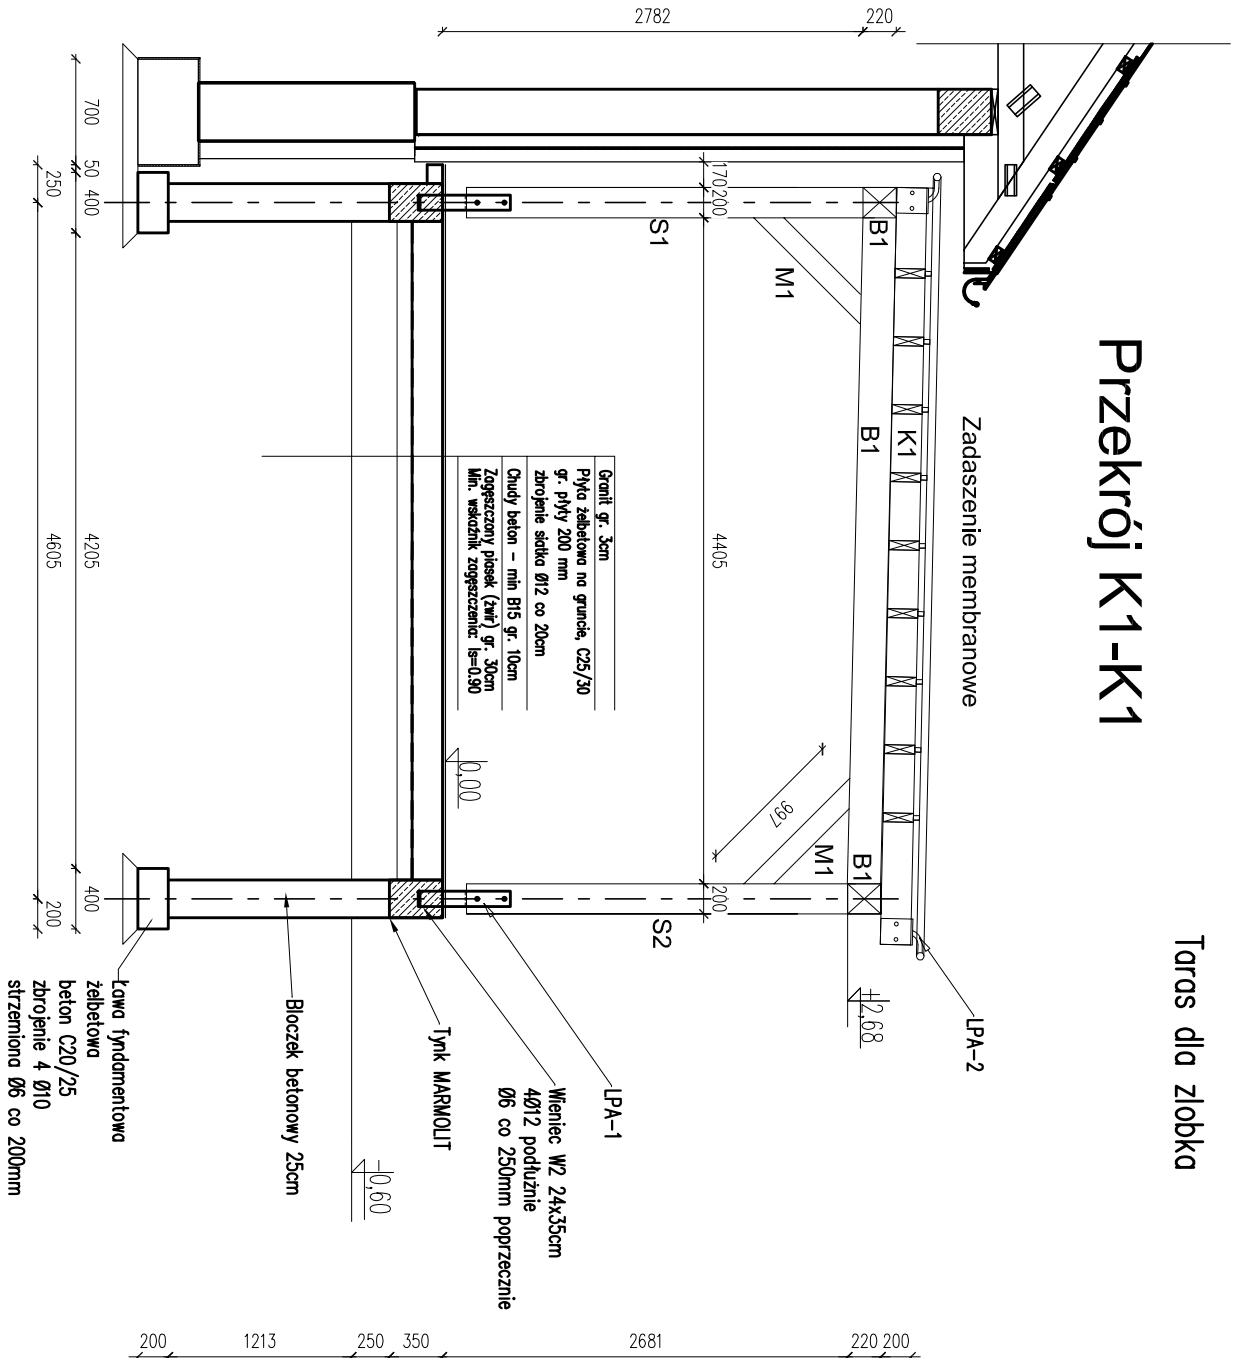 Taras dla zlobka
Przekrój K1-K1
Zadaszenie membranowe
LPA-2
K1
B1
B1
B1
+2,68
M1
M1
997
S1
S2
170
200
4405
200
Granit gr. 3cm
Płyta żelbetowa na gruncie, C25/30
gr. płyty 200 mm
zbrojenie siatka Ø12 co 20cm
Chudy beton - min B15 gr. 10cm
Zagęszczony piasek (żwir) gr. 30cm
Min. wskaźnik zagęszczenia: Is=0.90
0,00
LPA-1
Wieniec W2 24x35cm
4Ø12 podłużnie
Ø6 co 250mm poprzecznie
Tynk MARMOLIT
-0,60
Bloczek betonowy 25cm
Ława fyndamentowa
żelbetowa
beton C20/25
zbrojenie 4 Ø10
strzemiona Ø6 co 200mm
700
50
400
4205
400
250
4605
200
2782
220
200
1213
250
350
2681
220
200